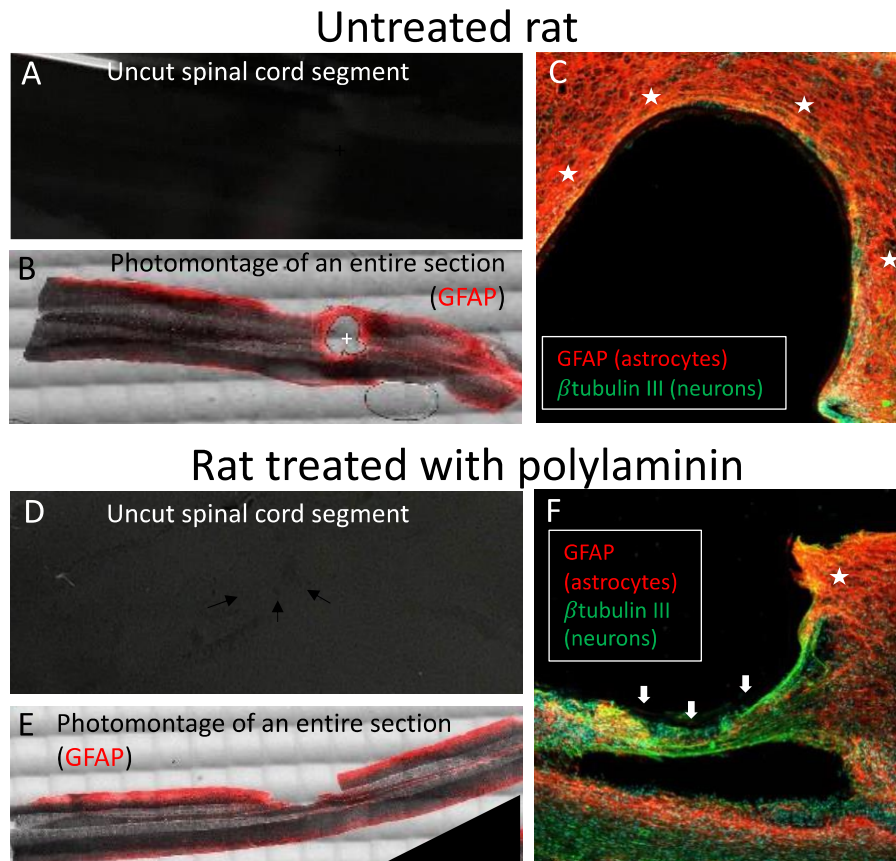 Untreated rat
A
Uncut spinal cord segment
B
Photomontage of an entire section
(GFAP)
C
GFAP (astrocytes)
βtubulin III (neurons)
Rat treated with polylaminin
D
Uncut spinal cord segment
E
Photomontage of an entire section
(GFAP)
F
GFAP
(astrocytes)
βtubulin III
(neurons)